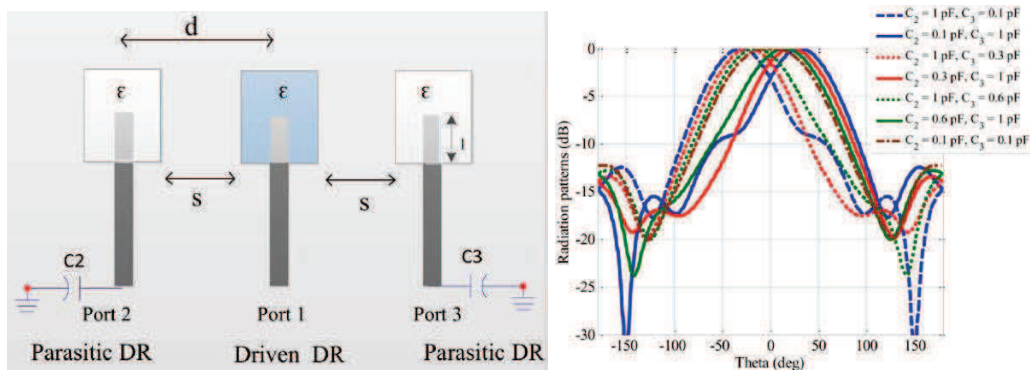 d
ε ε ε
l
s s
C2 C3
Port 2 Port 1 Port 3
Parasitic DR Driven DR Parasitic DR
C2 = 1 pF, C3 = 0.1 pF
C2 = 0.1 pF, C3 = 1 pF
C2 = 1 pF, C3 = 0.3 pF
C2 = 0.3 pF, C3 = 1 pF
C2 = 1 pF, C3 = 0.6 pF
C2 = 0.6 pF, C3 = 1 pF
C2 = 0.1 pF, C3 = 0.1 pF
Radiation patterns (dB)
0
-5
-10
-15
-20
-25
-30
-150 -100 -50 0 50 100 150
Theta (deg)